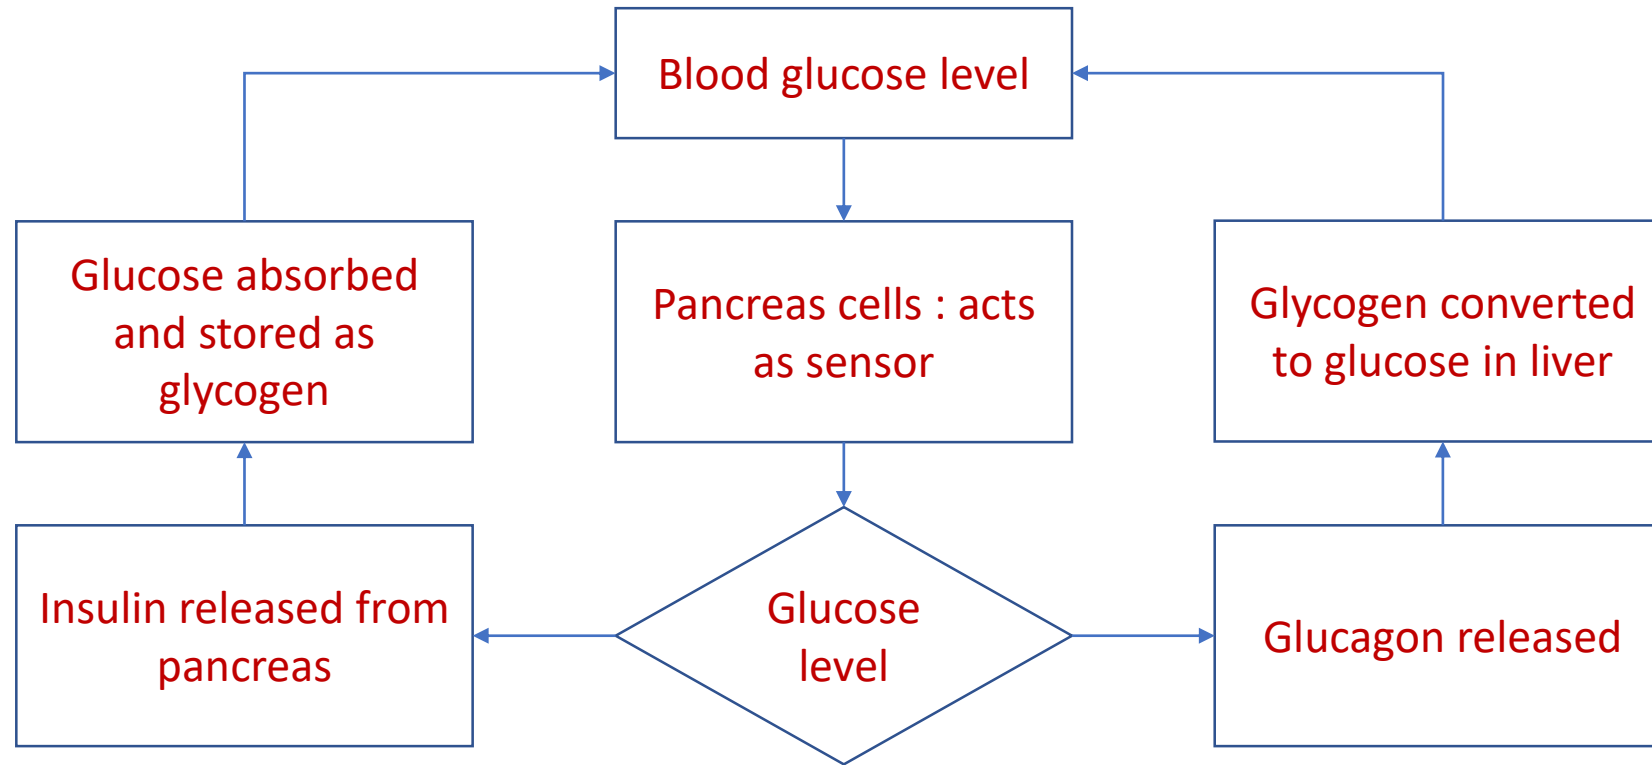 Blood glucose level
Glucose absorbed
and stored as
glycogen
Pancreas cells : acts
as sensor
Glycogen converted
to glucose in liver
Insulin released from
pancreas
Glucose
level
Glucagon released